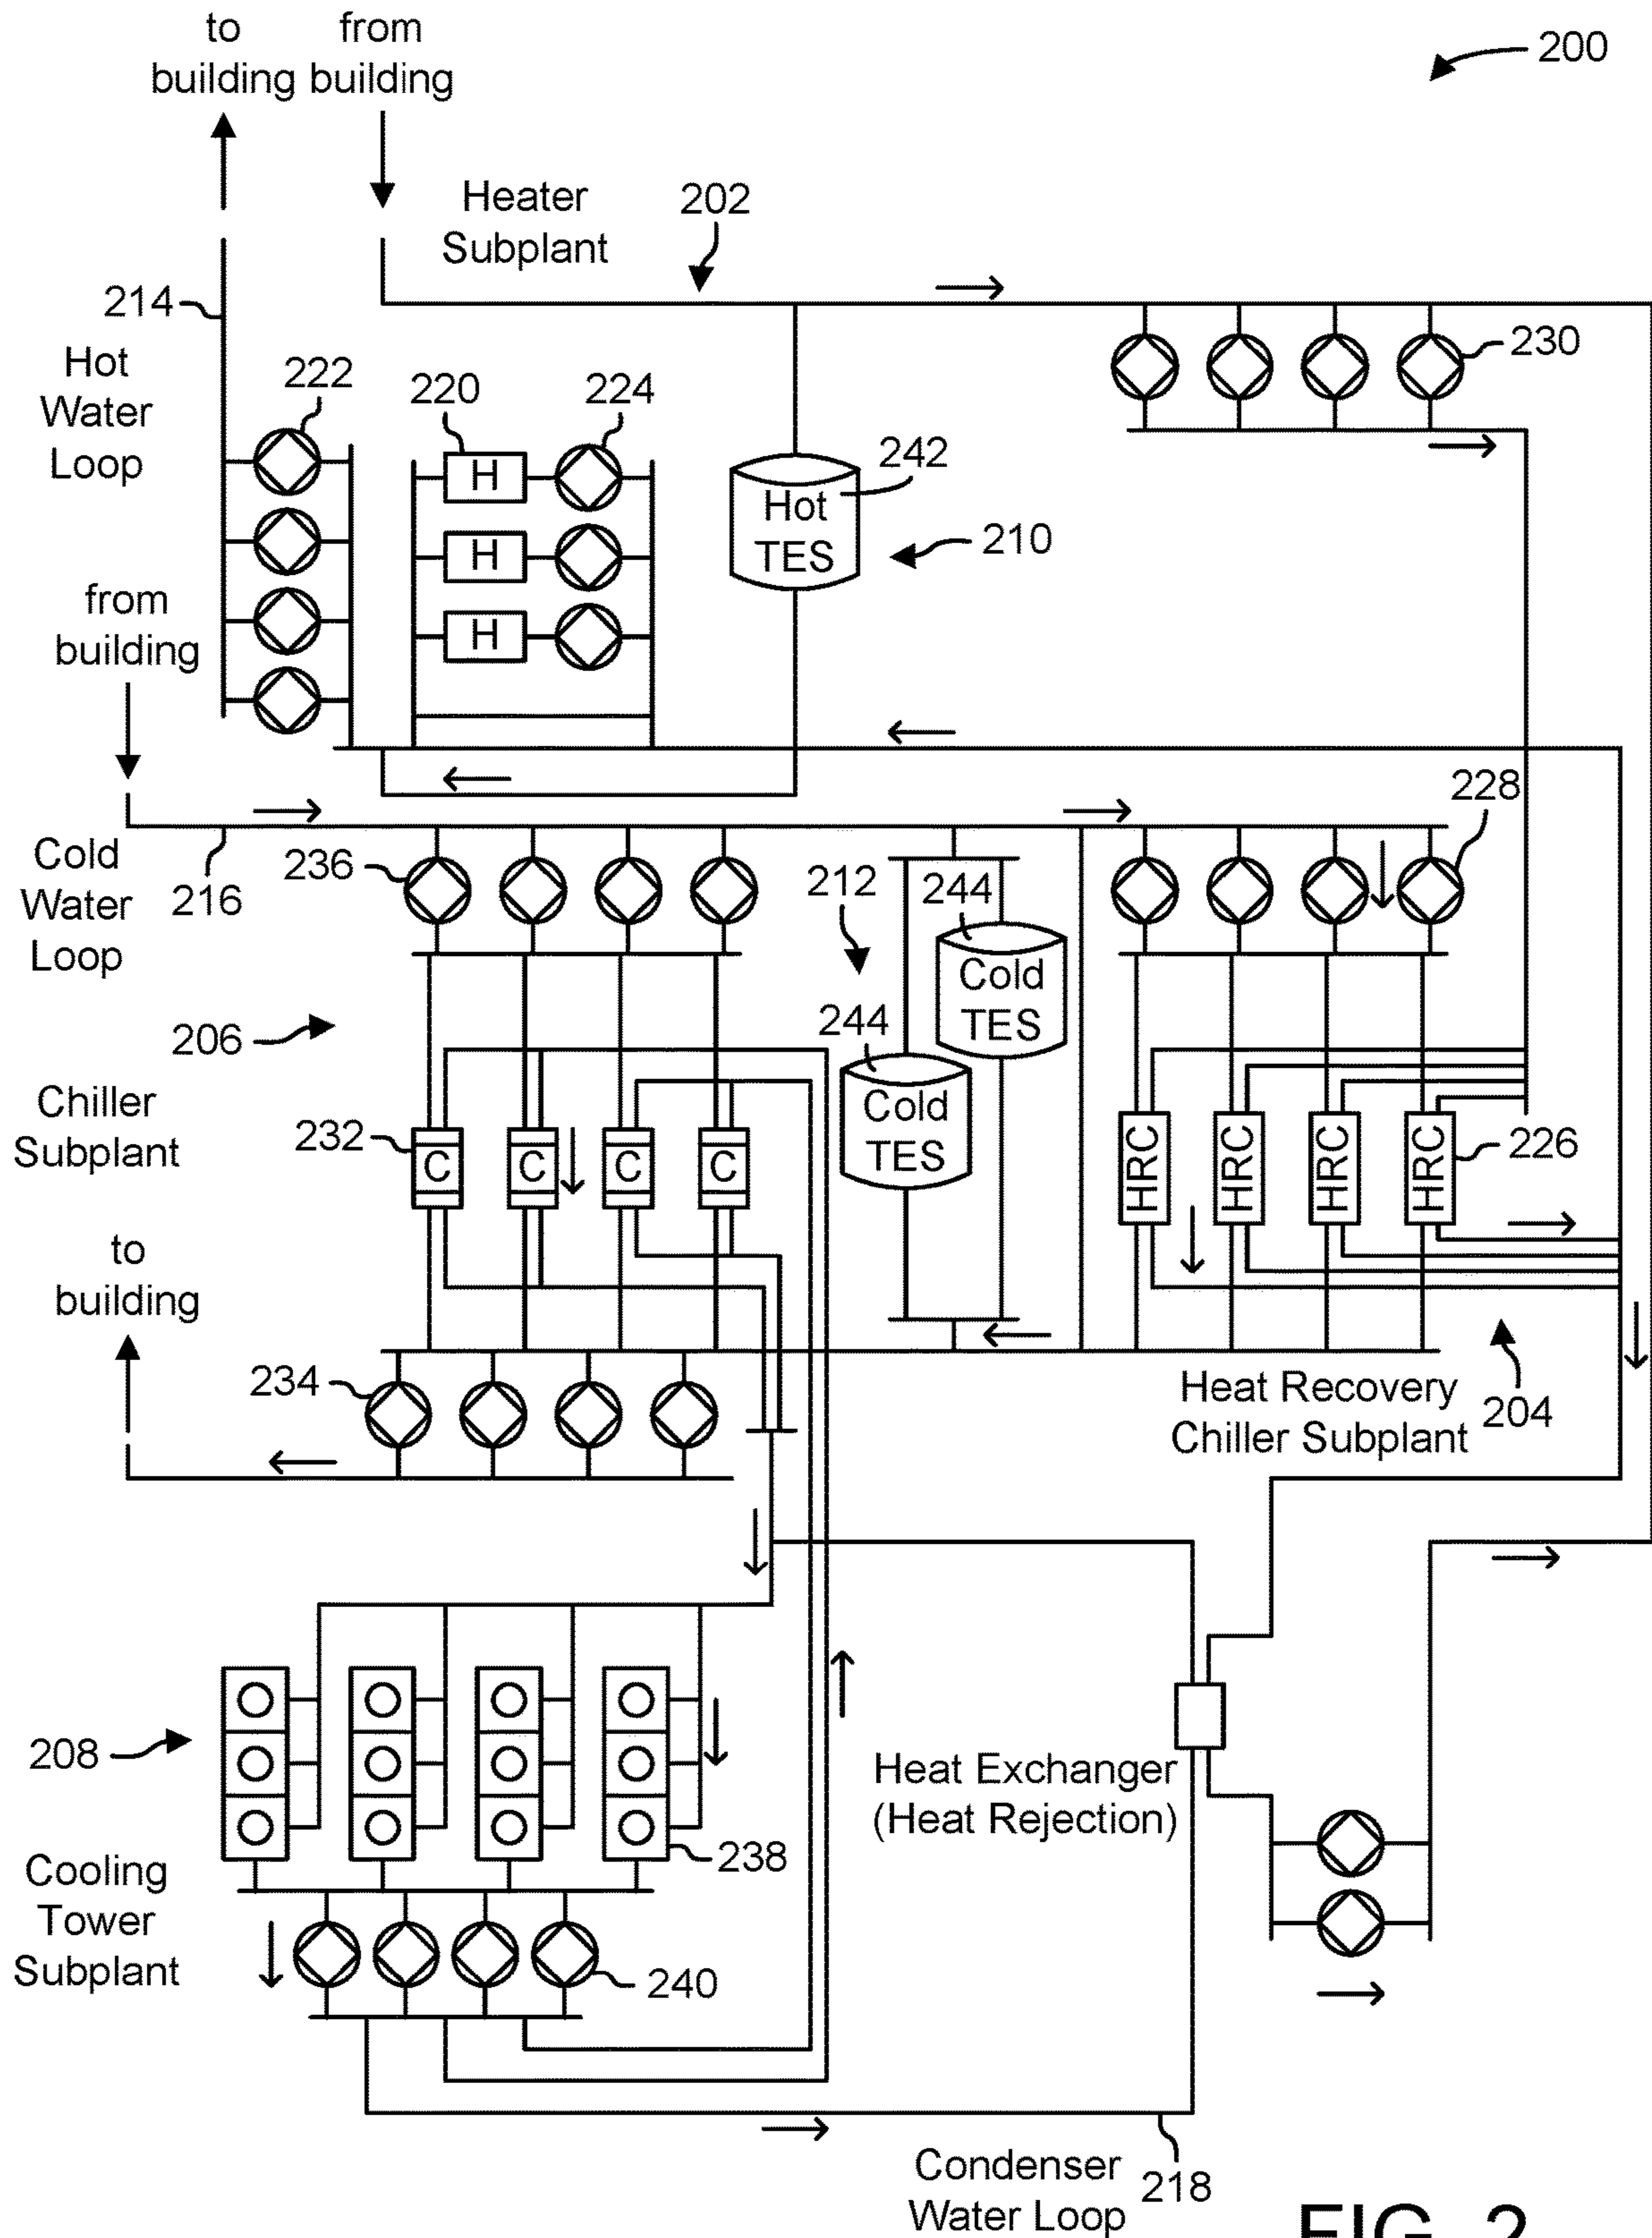 to from
building building
200
Heater
Subplant
202
214
Hot
Water
Loop
222
220
224
230
H
H
H
Hot
TES
242
210
from
building
228
Cold
Water
Loop
216
236
212
244
Cold
TES
244
Cold
TES
206
Chiller
Subplant
232
C C C C
HRC HRC HRC HRC
226
to
building
234
Heat Recovery
Chiller Subplant
204
208
Heat Exchanger
(Heat Rejection)
238
Cooling
Tower
Subplant
240
Condenser
Water Loop
218
FIG. 2